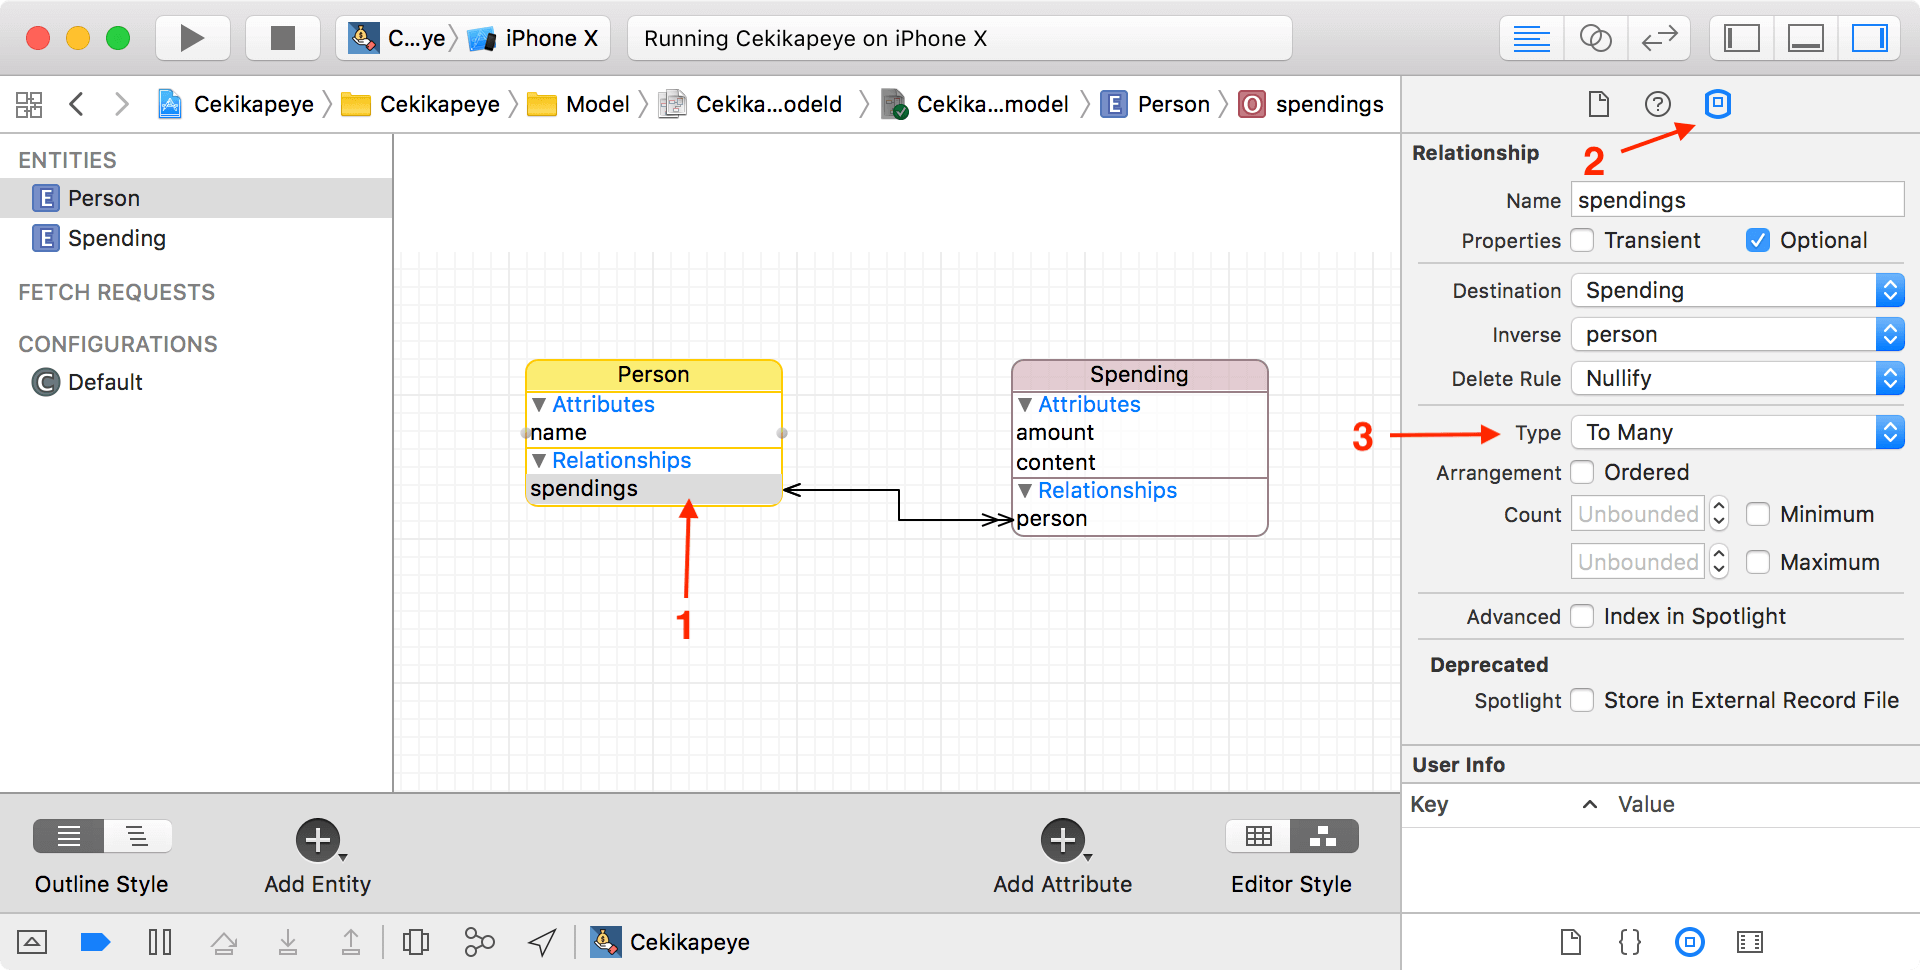 C...ye
iPhone X
Running Cekikapeye on iPhone X
Cekikapeye
Cekikapeye
Model
Cekika...odeld
Cekika...model
E Person
O spendings
ENTITIES
E Person
E Spending
FETCH REQUESTS
CONFIGURATIONS
C Default
Person
Attributes
name
Relationships
spendings
1
Spending
Attributes
amount
content
Relationships
person
Outline Style
Add Entity
Add Attribute
Editor Style
Cekikapeye
?
2
Relationship
Name spendings
Properties Transient Optional
Destination Spending
Inverse person
Delete Rule Nullify
3 Type To Many
Arrangement Ordered
Count Unbounded Minimum
Unbounded Maximum
Advanced Index in Spotlight
Deprecated
Spotlight Store in External Record File
User Info
Key Value
{}